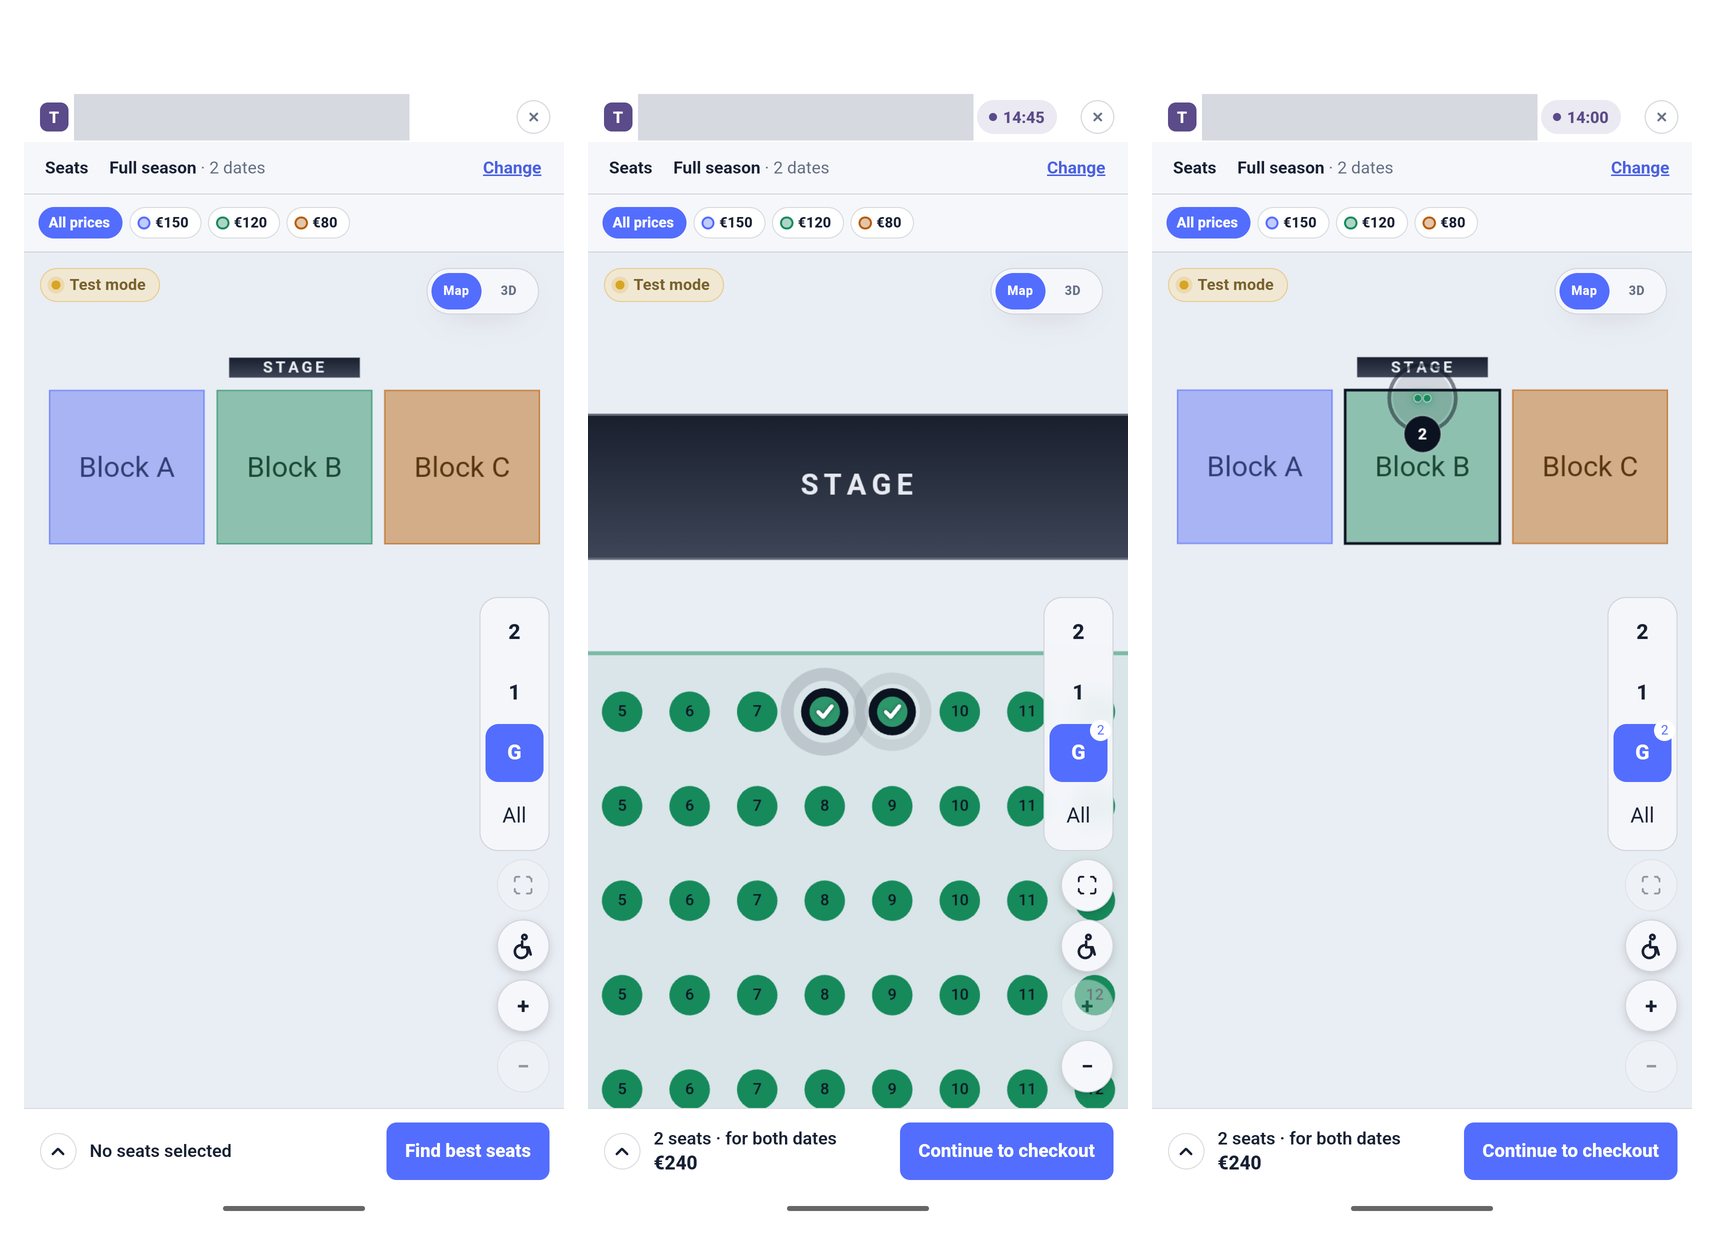 T
Seats Full season · 2 dates Change
All prices €150 €120 €80
Test mode Map 3D
STAGE
Block A Block B Block C
2
1
G
All
+
−
No seats selected Find best seats
T 14:45
Seats Full season · 2 dates Change
All prices €150 €120 €80
Test mode Map 3D
STAGE
2
1
5 6 7 10 11
2
G
5 6 7 8 9 10 11
All
5 6 7 8 9 10 11
5 6 7 8 9 10 11 12
+
−
5 6 7 8 9 10 11 12
2 seats · for both dates
€240
Continue to checkout
T 14:00
Seats Full season · 2 dates Change
All prices €150 €120 €80
Test mode Map 3D
STAGE
2
Block A Block B Block C
2
1
2
G
All
+
−
2 seats · for both dates
€240
Continue to checkout